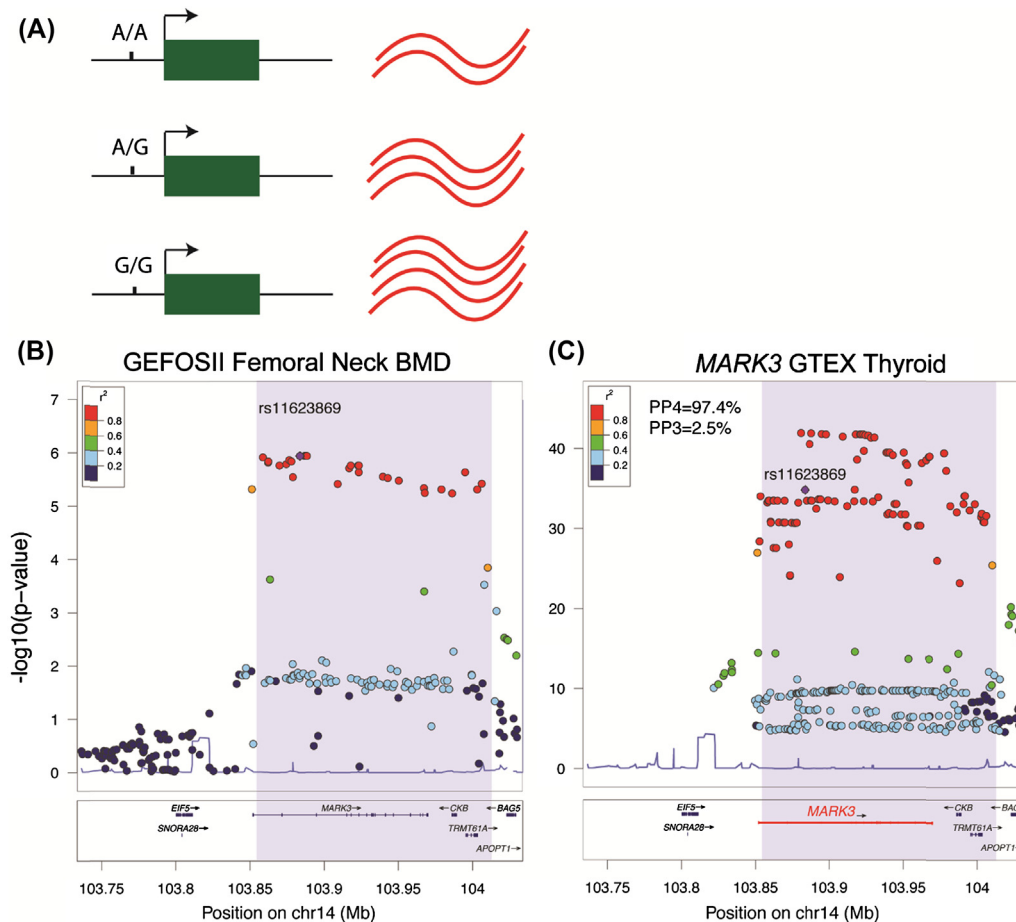 (A)
A/A
A/G
G/G
(B)
GEFOSII Femoral Neck BMD
r²
0.8
0.6
0.4
0.2
rs11623869
-log10(p-value)
7
6
5
4
3
2
1
0
EIF5
SNORA28
MARK3
CKB
BAG5
TRMT61A
APOPT1
103.75
103.8
103.85
103.9
103.95
104
Position on chr14 (Mb)
(C)
MARK3 GTEX Thyroid
r²
0.8
0.6
0.4
0.2
PP4=97.4%
PP3=2.5%
rs11623869
40
30
20
10
0
EIF5
SNORA28
MARK3
CKB
BAG
TRMT61A
APOPT1
103.75
103.8
103.85
103.9
103.95
104
Position on chr14 (Mb)